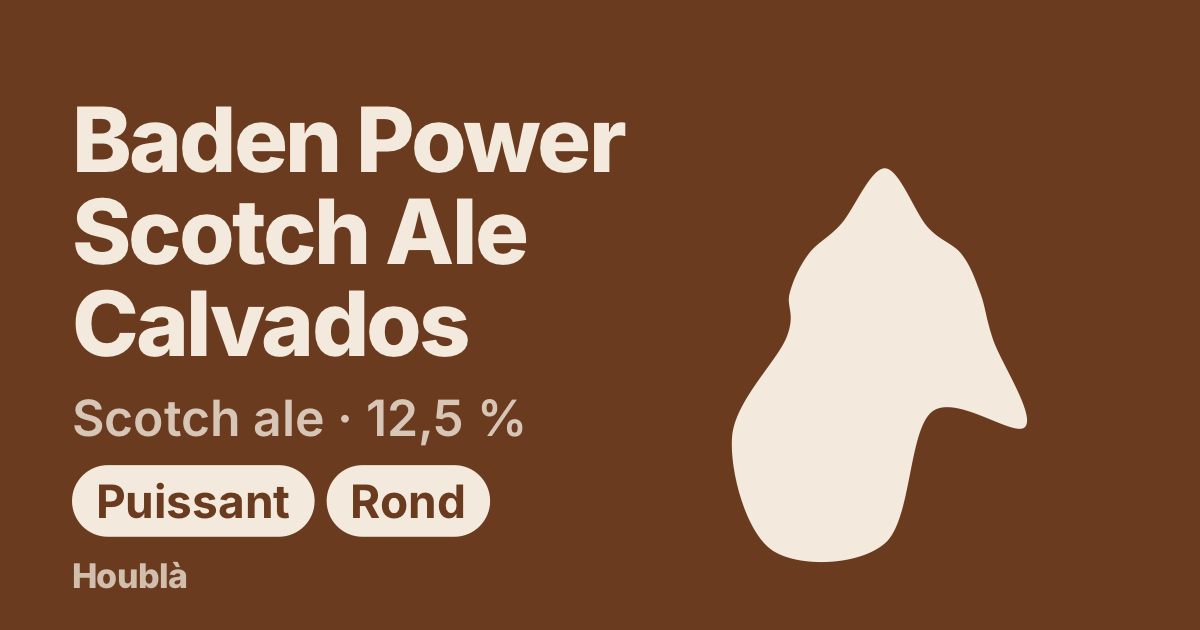 Baden Power
Scotch Ale
Calvados
Scotch ale · 12,5 %
Puissant Rond
Houblà